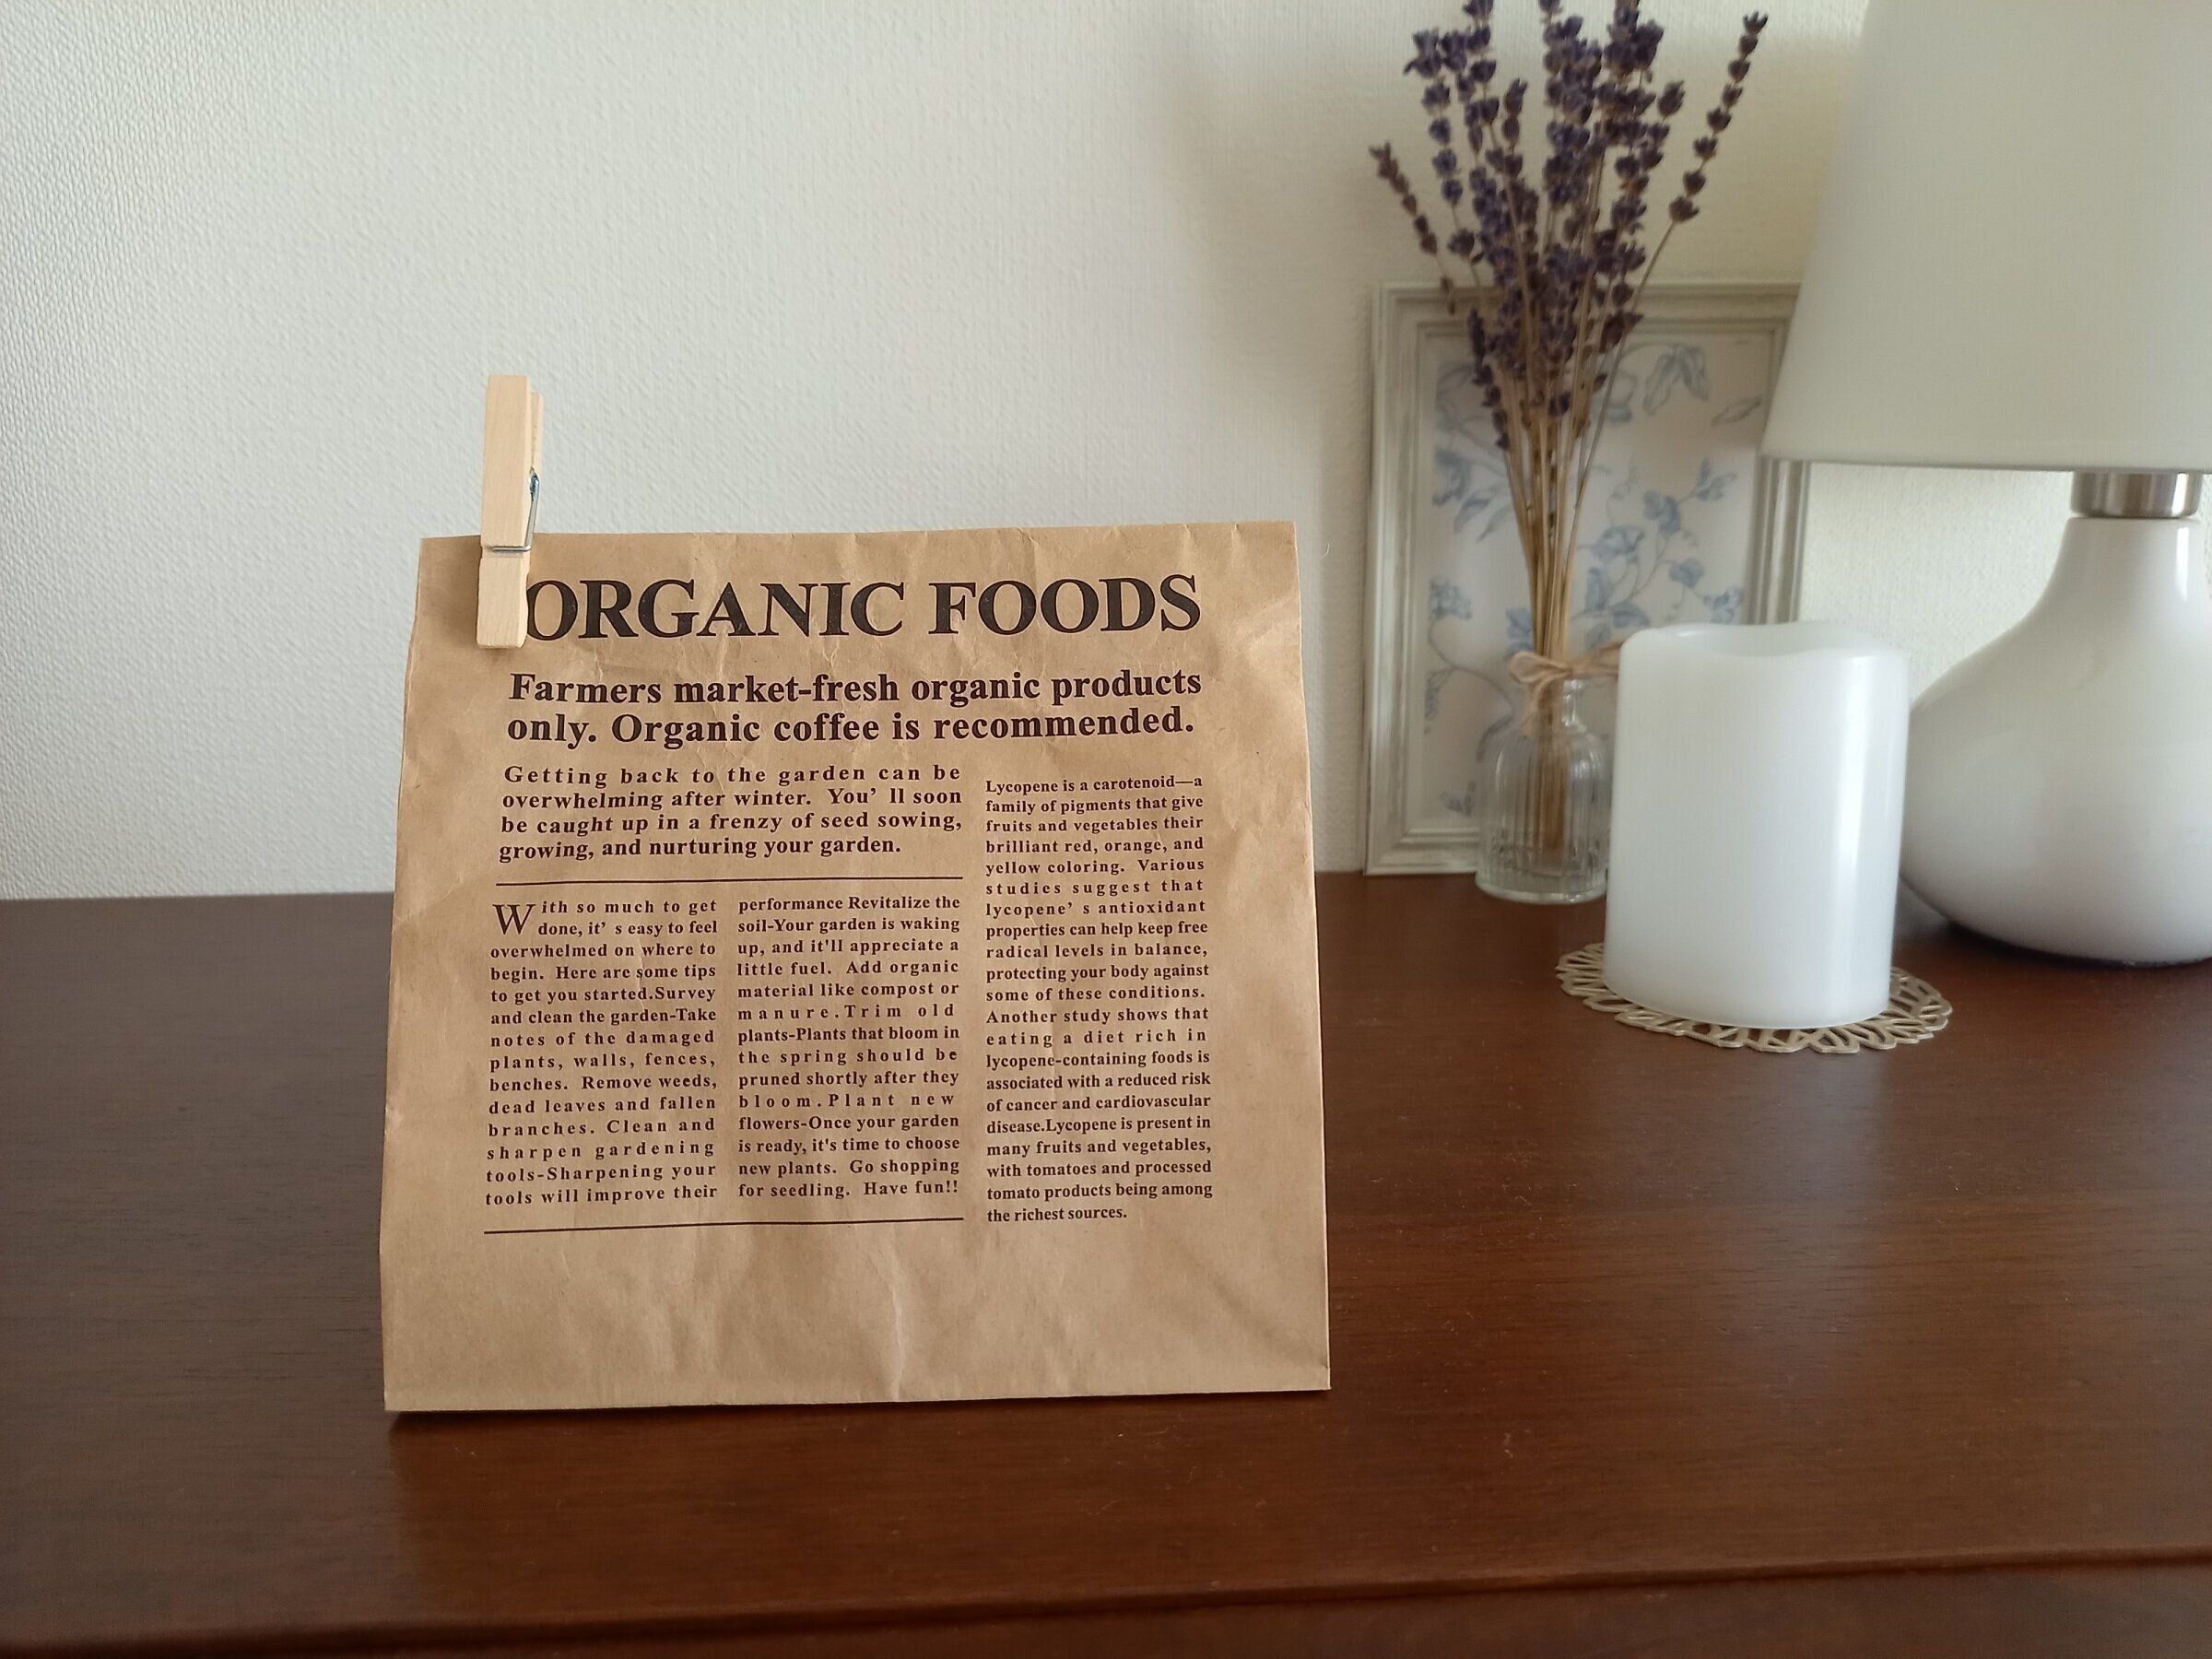 ORGANIC FOODS
Farmers market-fresh organic products
only. Organic coffee is recommended.
Getting back to the garden can be
overwhelming after winter. You’ ll soon
be caught up in a frenzy of seed sowing,
growing, and nurturing your garden.
With so much to get
done, it’ s easy to feel
overwhelmed on where to
begin. Here are some tips
to get you started.Survey
and clean the garden-Take
notes of the damaged
plants, walls, fences,
benches. Remove weeds,
dead leaves and fallen
branches. Clean and
sharpen gardening
tools-Sharpening your
tools will improve their
performance Revitalize the
soil-Your garden is waking
up, and it'll appreciate a
little fuel. Add organic
material like compost or
manure.Trim old
plants-Plants that bloom in
the spring should be
pruned shortly after they
bloom.Plant new
flowers-Once your garden
is ready, it's time to choose
new plants. Go shopping
for seedling. Have fun!!
Lycopene is a carotenoid—a
family of pigments that give
fruits and vegetables their
brilliant red, orange, and
yellow coloring. Various
studies suggest that
lycopene’ s antioxidant
properties can help keep free
radical levels in balance,
protecting your body against
some of these conditions.
Another study shows that
eating a diet rich in
lycopene-containing foods is
associated with a reduced risk
of cancer and cardiovascular
disease.Lycopene is present in
many fruits and vegetables,
with tomatoes and processed
tomato products being among
the richest sources.